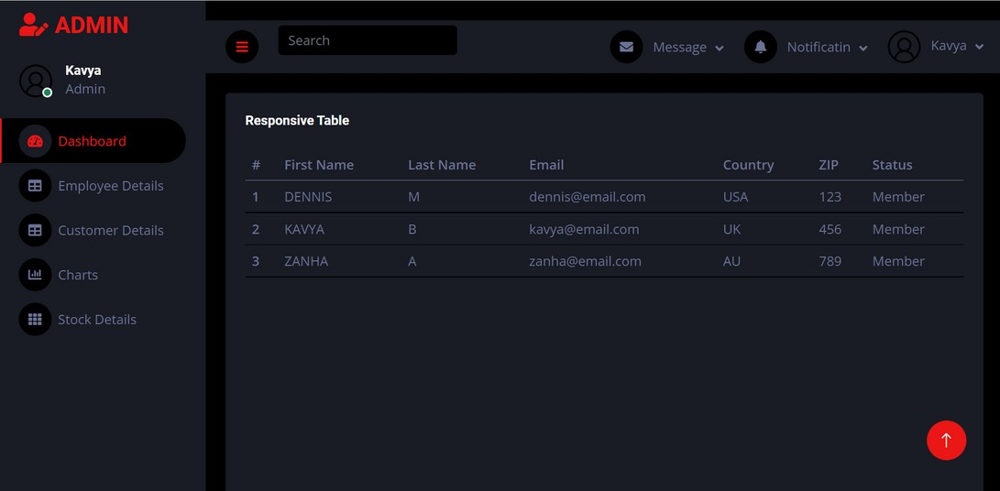 ADMIN
Kavya
Admin
Dashboard
Employee Details
Customer Details
Charts
Stock Details
Search
Message
Notificatin
Kavya
Responsive Table
# First Name Last Name Email Country ZIP Status
1 DENNIS M dennis@email.com USA 123 Member
2 KAVYA B kavya@email.com UK 456 Member
3 ZANHA A zanha@email.com AU 789 Member